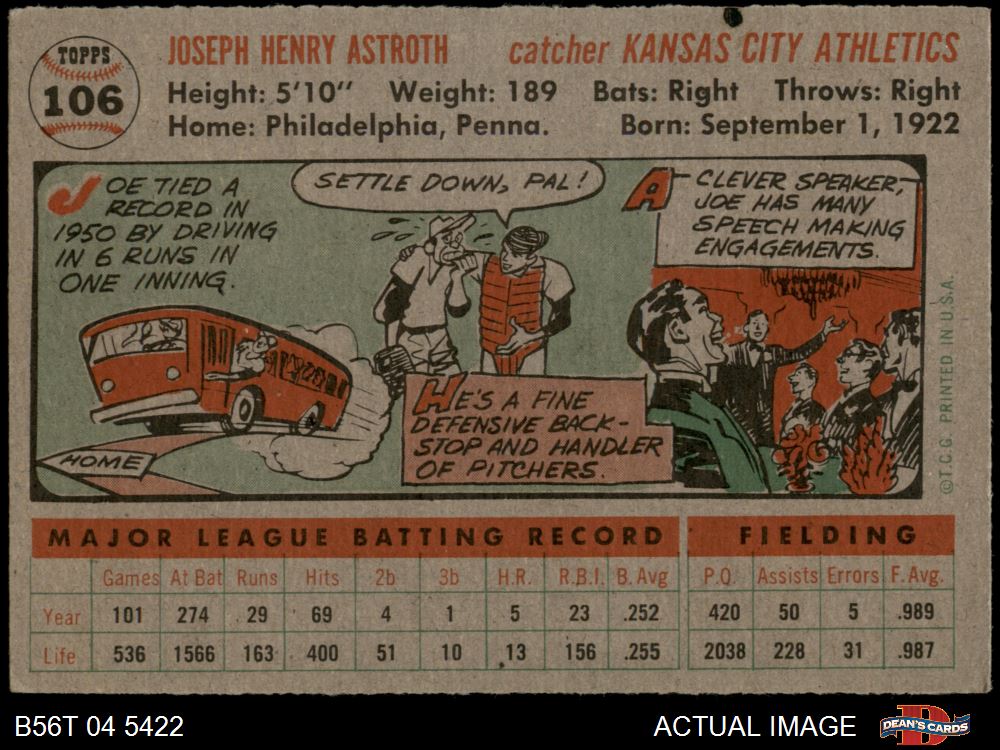 TOPPS
106
JOSEPH HENRY ASTROTH catcher KANSAS CITY ATHLETICS
Height: 5'10" Weight: 189 Bats: Right Throws: Right
Home: Philadelphia, Penna. Born: September 1, 1922
JOE TIED A
RECORD IN
1950 BY DRIVING
IN 6 RUNS IN
ONE INNING.
HOME
SETTLE DOWN, PAL!
HE'S A FINE
DEFENSIVE BACK-
STOP AND HANDLER
OF PITCHERS.
A CLEVER SPEAKER,
JOE HAS MANY
SPEECH MAKING
ENGAGEMENTS.
© T.C.G. PRINTED IN U.S.A.
MAJOR LEAGUE BATTING RECORD FIELDING
Games At Bat Runs Hits 2b 3b H.R. R.B.I. B. Avg P.O. Assists Errors F. Avg.
Year 101 274 29 69 4 1 5 23 .252 420 50 5 .989
Life 536 1566 163 400 51 10 13 156 .255 2038 228 31 .987
B56T 04 5422 ACTUAL IMAGE DEAN'S CARDS